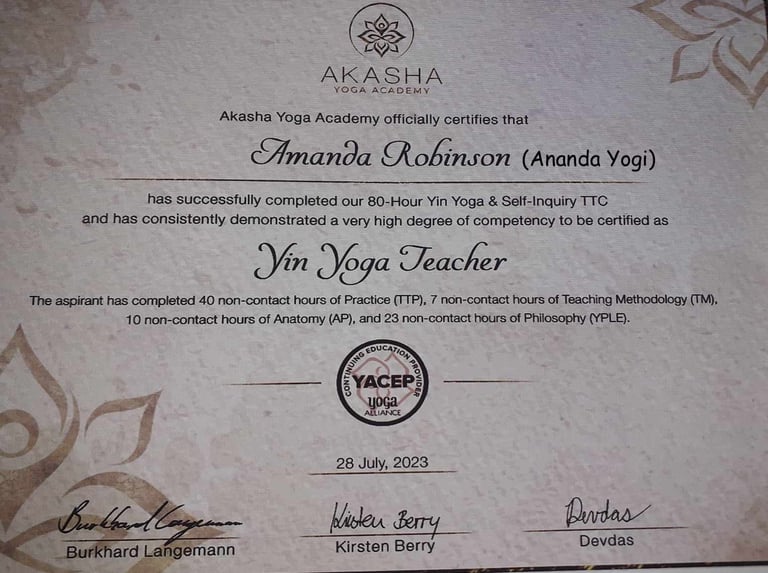 AKASHA
YOGA ACADEMY
Akasha Yoga Academy officially certifies that
Amanda Robinson (Ananda Yogi)
has successfully completed our 80-Hour Yin Yoga & Self-Inquiry TTC
and has consistently demonstrated a very high degree of competency to be certified as
Yin Yoga Teacher
The aspirant has completed 40 non-contact hours of Practice (TTP), 7 non-contact hours of Teaching Methodology (TM),
10 non-contact hours of Anatomy (AP), and 23 non-contact hours of Philosophy (YPLE).
CONTINUING EDUCATION PROVIDER
YACEP
yoga
ALLIANCE
28 July, 2023
Burkhard Langemann Kirsten Berry Devdas
Burkhard Langemann Kirsten Berry Devdas